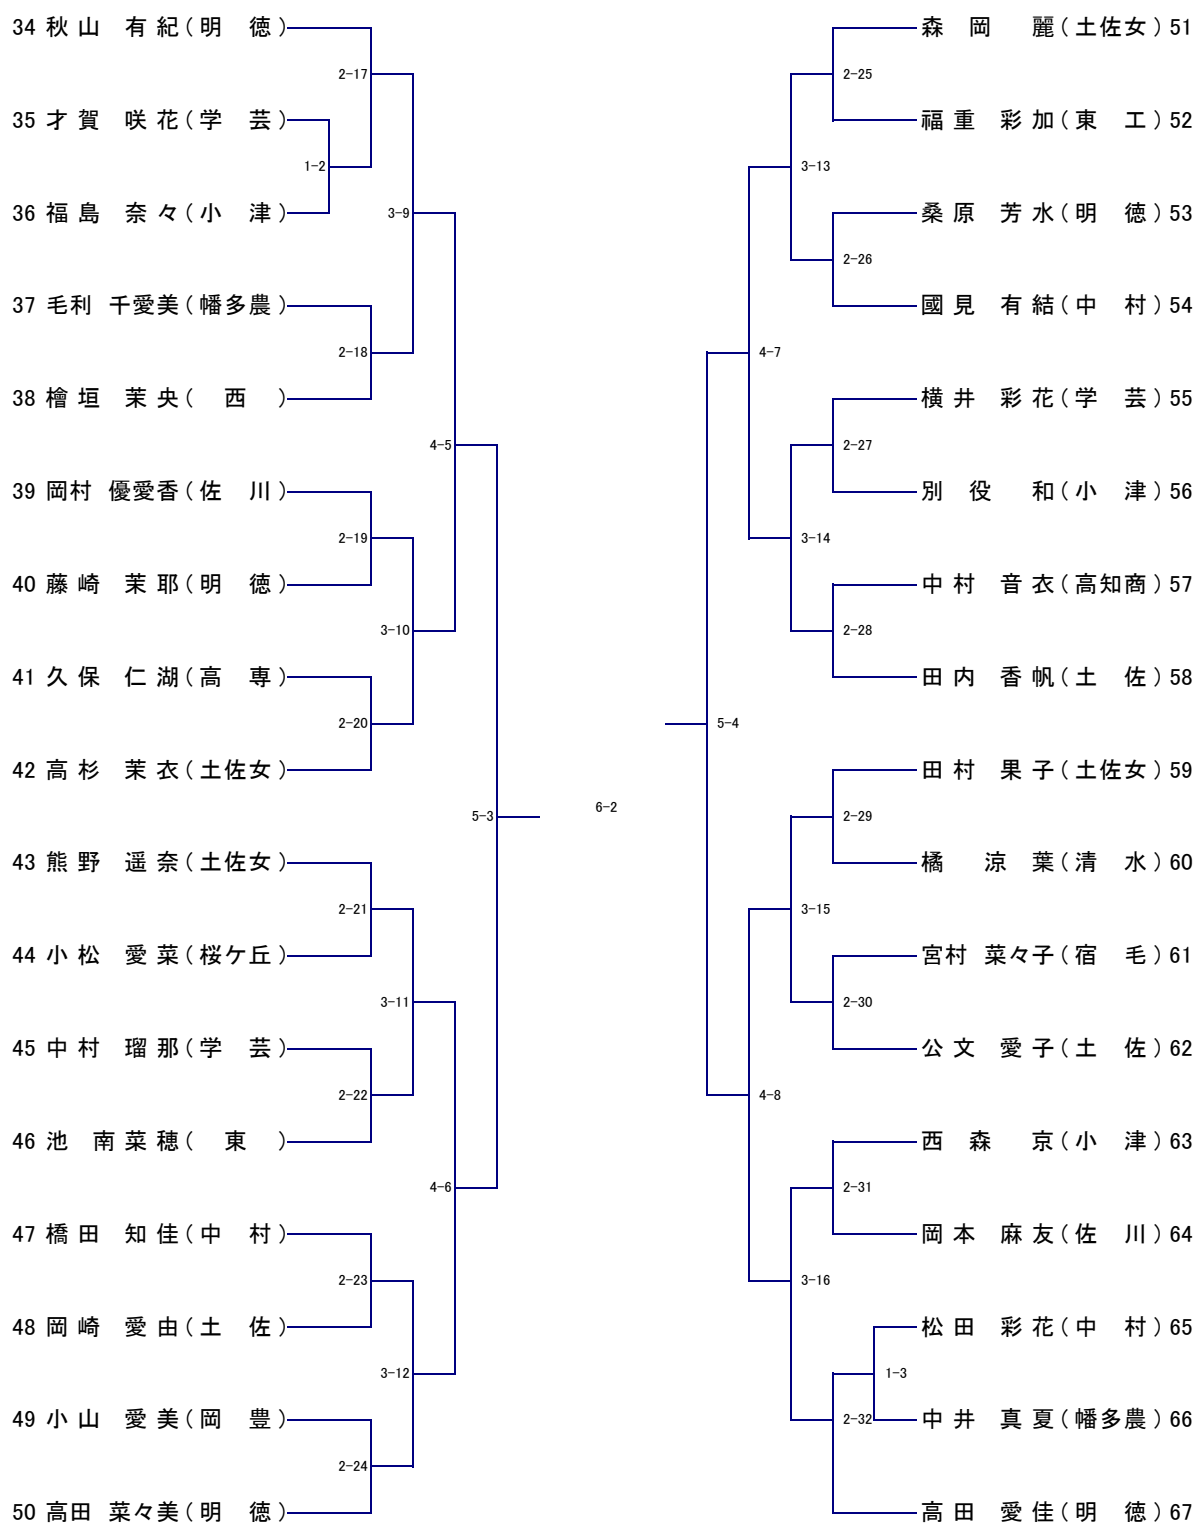 34 秋山 有紀(明 徳)
2-17
35 才賀 咲花(学 芸)
1-2
36 福島 奈々(小 津)
3-9
37 毛利 千愛美(幡多農)
2-18
38 檜垣 茉央( 西 )
4-5
39 岡村 優愛香(佐 川)
2-19
40 藤崎 茉耶(明 徳)
3-10
41 久保 仁湖(高 専)
2-20
42 高杉 茉衣(土佐女)
5-3
43 熊野 遥奈(土佐女)
2-21
44 小松 愛菜(桜ケ丘)
3-11
45 中村 瑠那(学 芸)
2-22
46 池 南菜穂( 東 )
4-6
47 橋田 知佳(中 村)
2-23
48 岡崎 愛由(土 佐)
3-12
49 小山 愛美(岡 豊)
2-24
50 高田 菜々美(明 徳)
6-2
森岡 麗(土佐女) 51
2-25
福重 彩加(東 工) 52
3-13
桑原 芳水(明 徳) 53
2-26
國見 有結(中 村) 54
4-7
横井 彩花(学 芸) 55
2-27
別役 和(小 津) 56
3-14
中村 音衣(高知商) 57
2-28
田内 香帆(土 佐) 58
5-4
田村 果子(土佐女) 59
2-29
橘 涼葉(清 水) 60
3-15
宮村 菜々子(宿 毛) 61
2-30
公文 愛子(土 佐) 62
4-8
西森 京(小 津) 63
2-31
岡本 麻友(佐 川) 64
3-16
松田 彩花(中 村) 65
1-3
中井 真夏(幡多農) 66
2-32
高田 愛佳(明 徳) 67